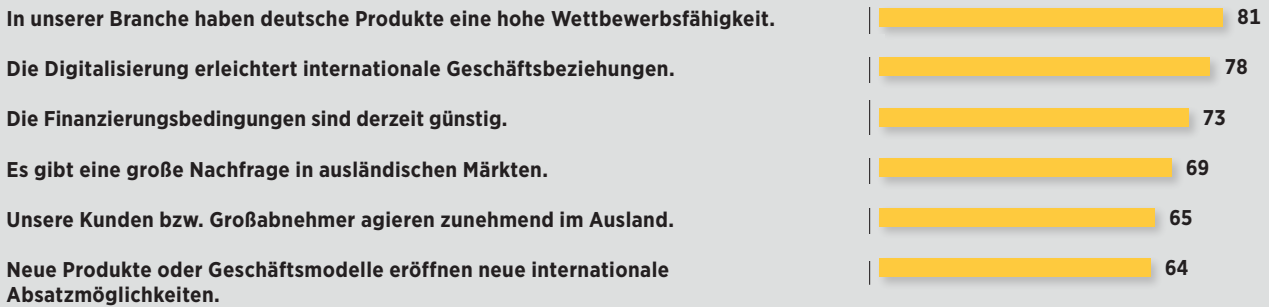 In unserer Branche haben deutsche Produkte eine hohe Wettbewerbsfähigkeit. 81
Die Digitalisierung erleichtert internationale Geschäftsbeziehungen. 78
Die Finanzierungsbedingungen sind derzeit günstig. 73
Es gibt eine große Nachfrage in ausländischen Märkten. 69
Unsere Kunden bzw. Großabnehmer agieren zunehmend im Ausland. 65
Neue Produkte oder Geschäftsmodelle eröffnen neue internationale 64
Absatzmöglichkeiten.